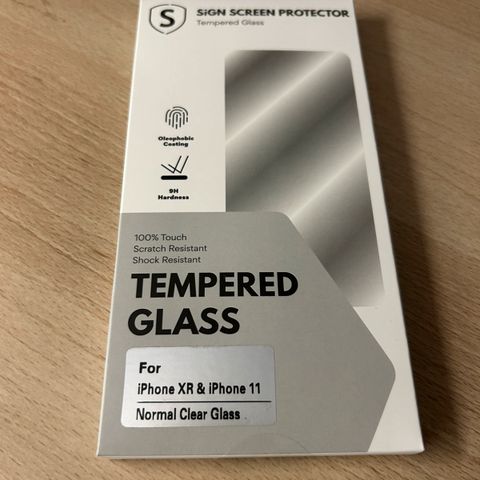 S
SiGN SCREEN PROTECTOR
Tempered Glass
Oleophobic
Coating
9H
Hardness
100% Touch
Scratch Resistant
Shock Resistant
TEMPERED
GLASS
For
iPhone XR & iPhone 11
Normal Clear Glass